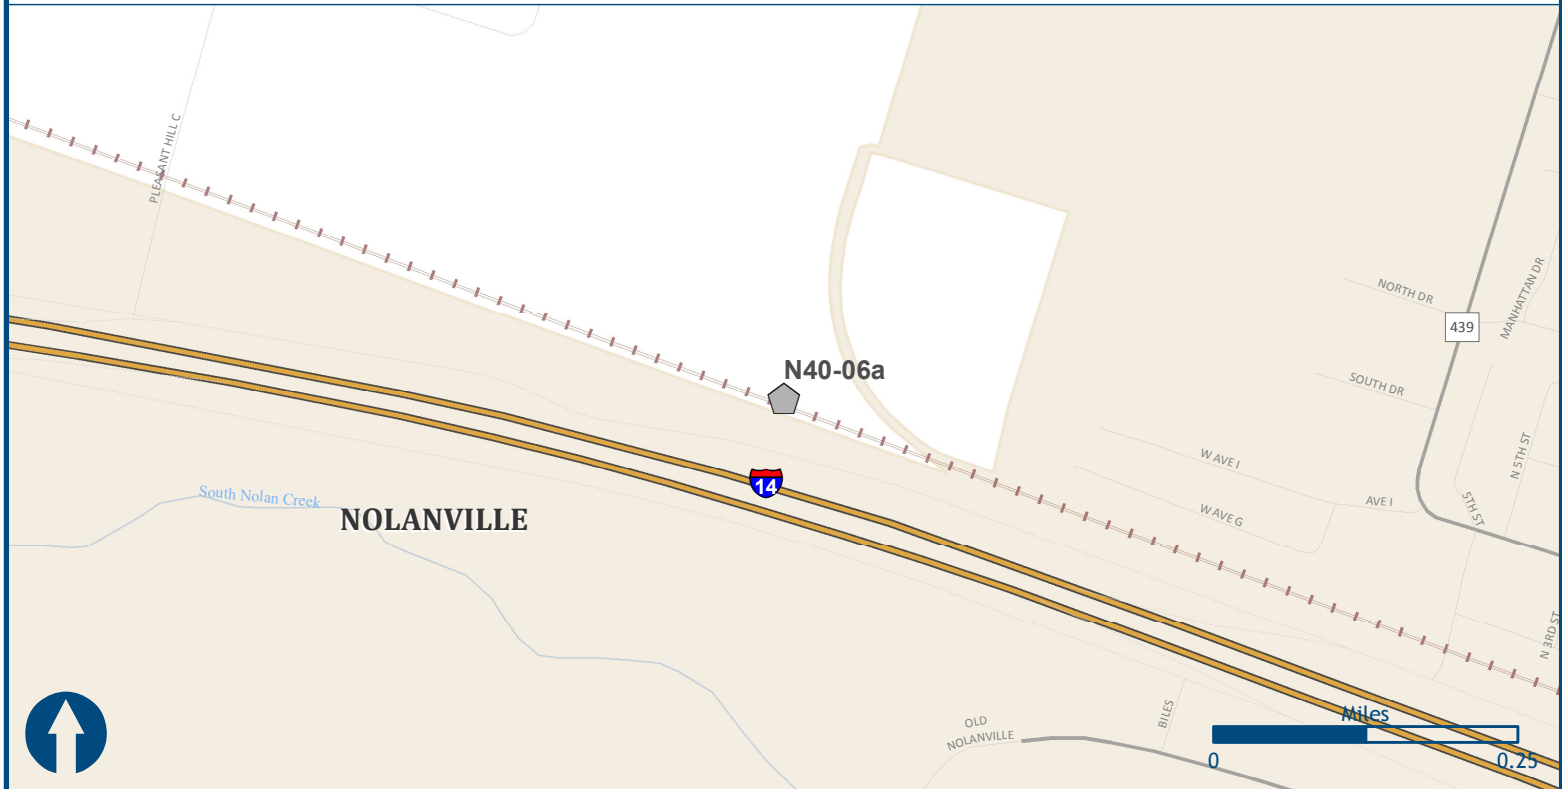 PLEASANT HILL C
NORTH DR
MANHATTAN DR
439
N40-06a
SOUTH DR
W AVE I
N 5TH ST
14
South Nolan Creek
NOLANVILLE
AVE I
5TH ST
W AVE G
N 3RD ST
OLD
NOLANVILLE
BILES
Miles
0
0.25